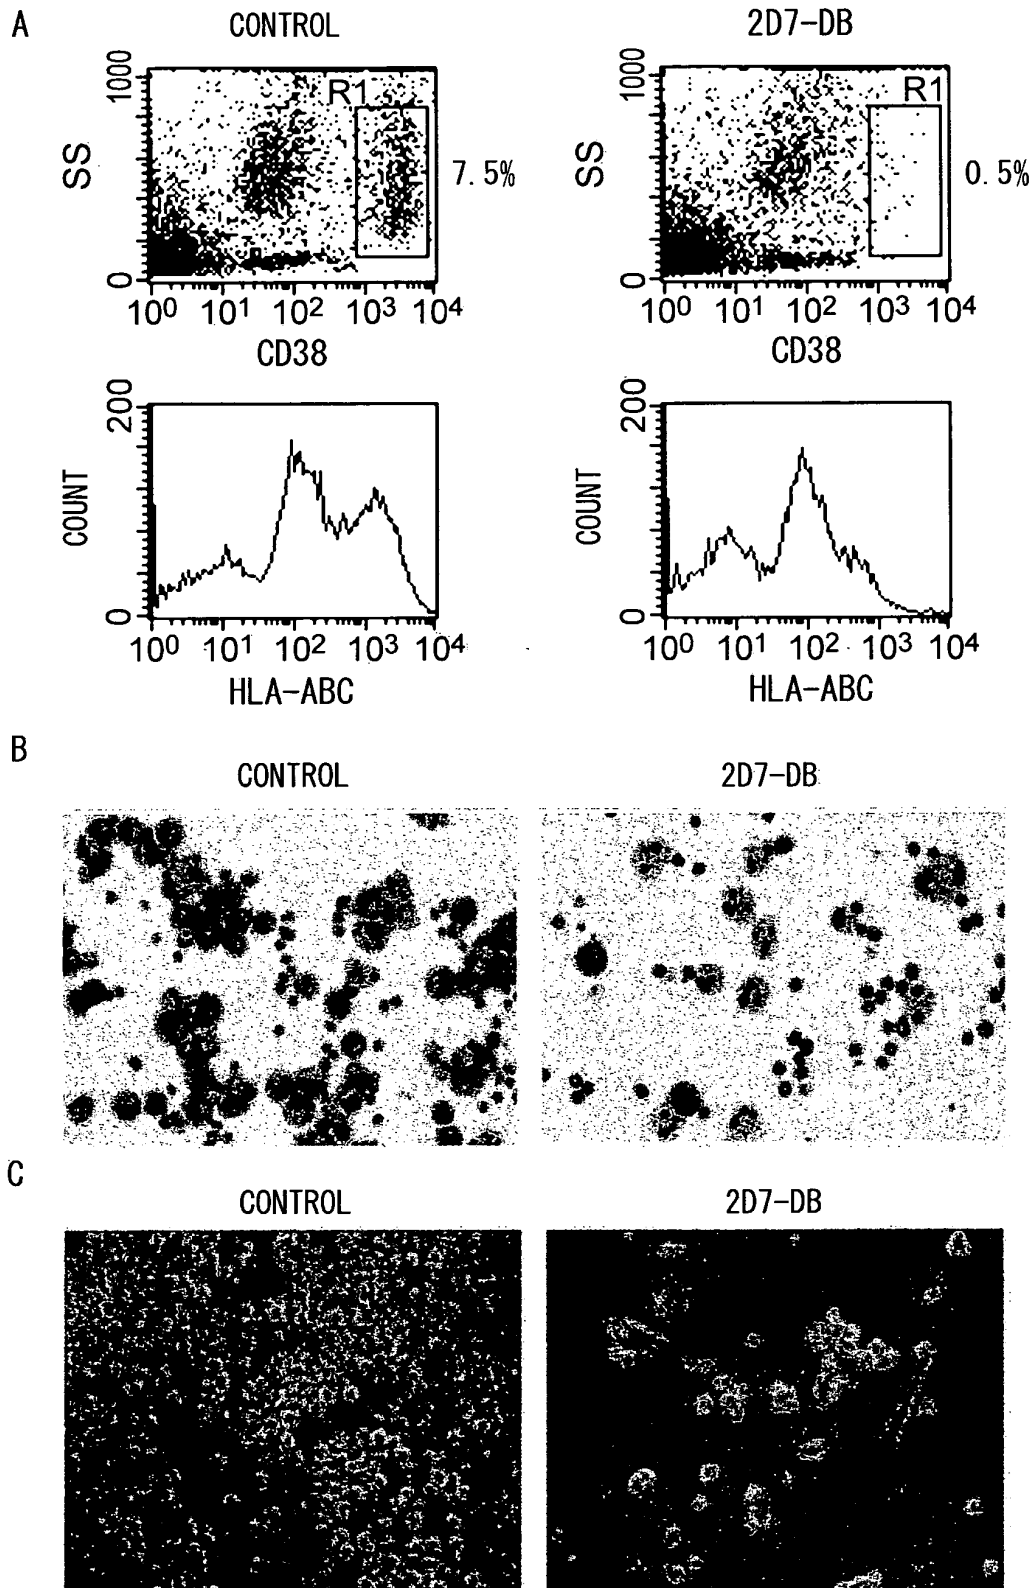 A
CONTROL
2D7-DB
1000
SS
0
R1
7.5%
10⁰ 10¹ 10² 10³ 10⁴
CD38
1000
SS
0
R1
0.5%
10⁰ 10¹ 10² 10³ 10⁴
CD38
200
COUNT
0
10⁰ 10¹ 10² 10³ 10⁴
HLA-ABC
200
COUNT
0
10⁰ 10¹ 10² 10³ 10⁴
HLA-ABC
B
CONTROL
2D7-DB
C
CONTROL
2D7-DB